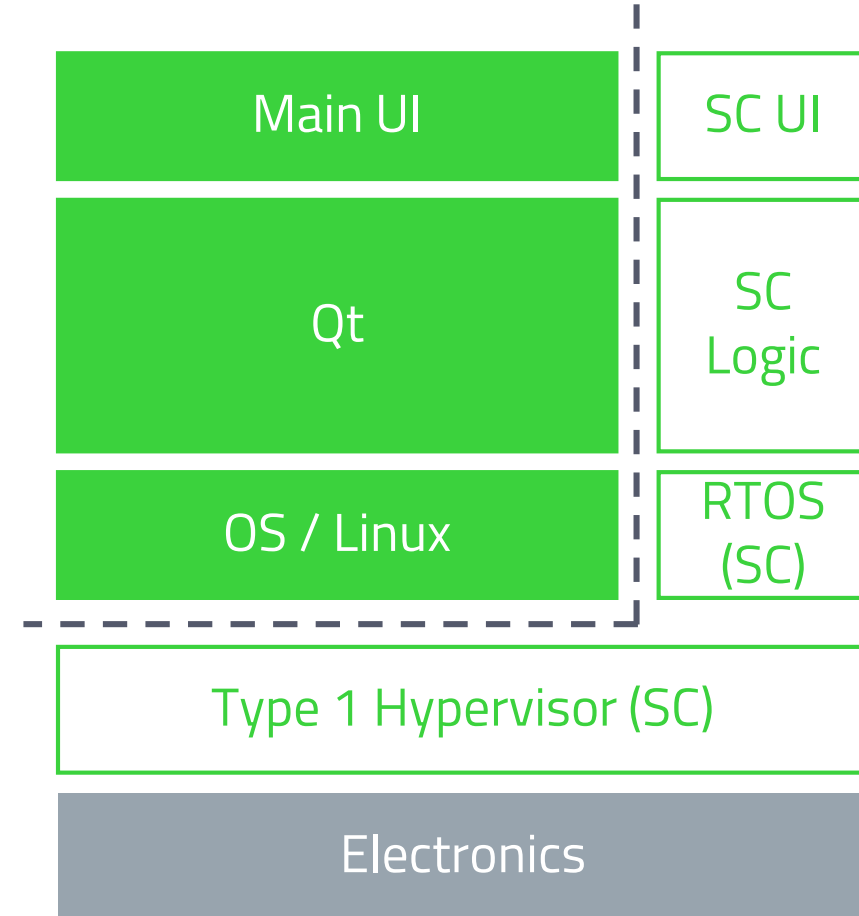 Main UI
SC UI
Qt
SC
Logic
OS / Linux
RTOS
(SC)
Type 1 Hypervisor (SC)
Electronics